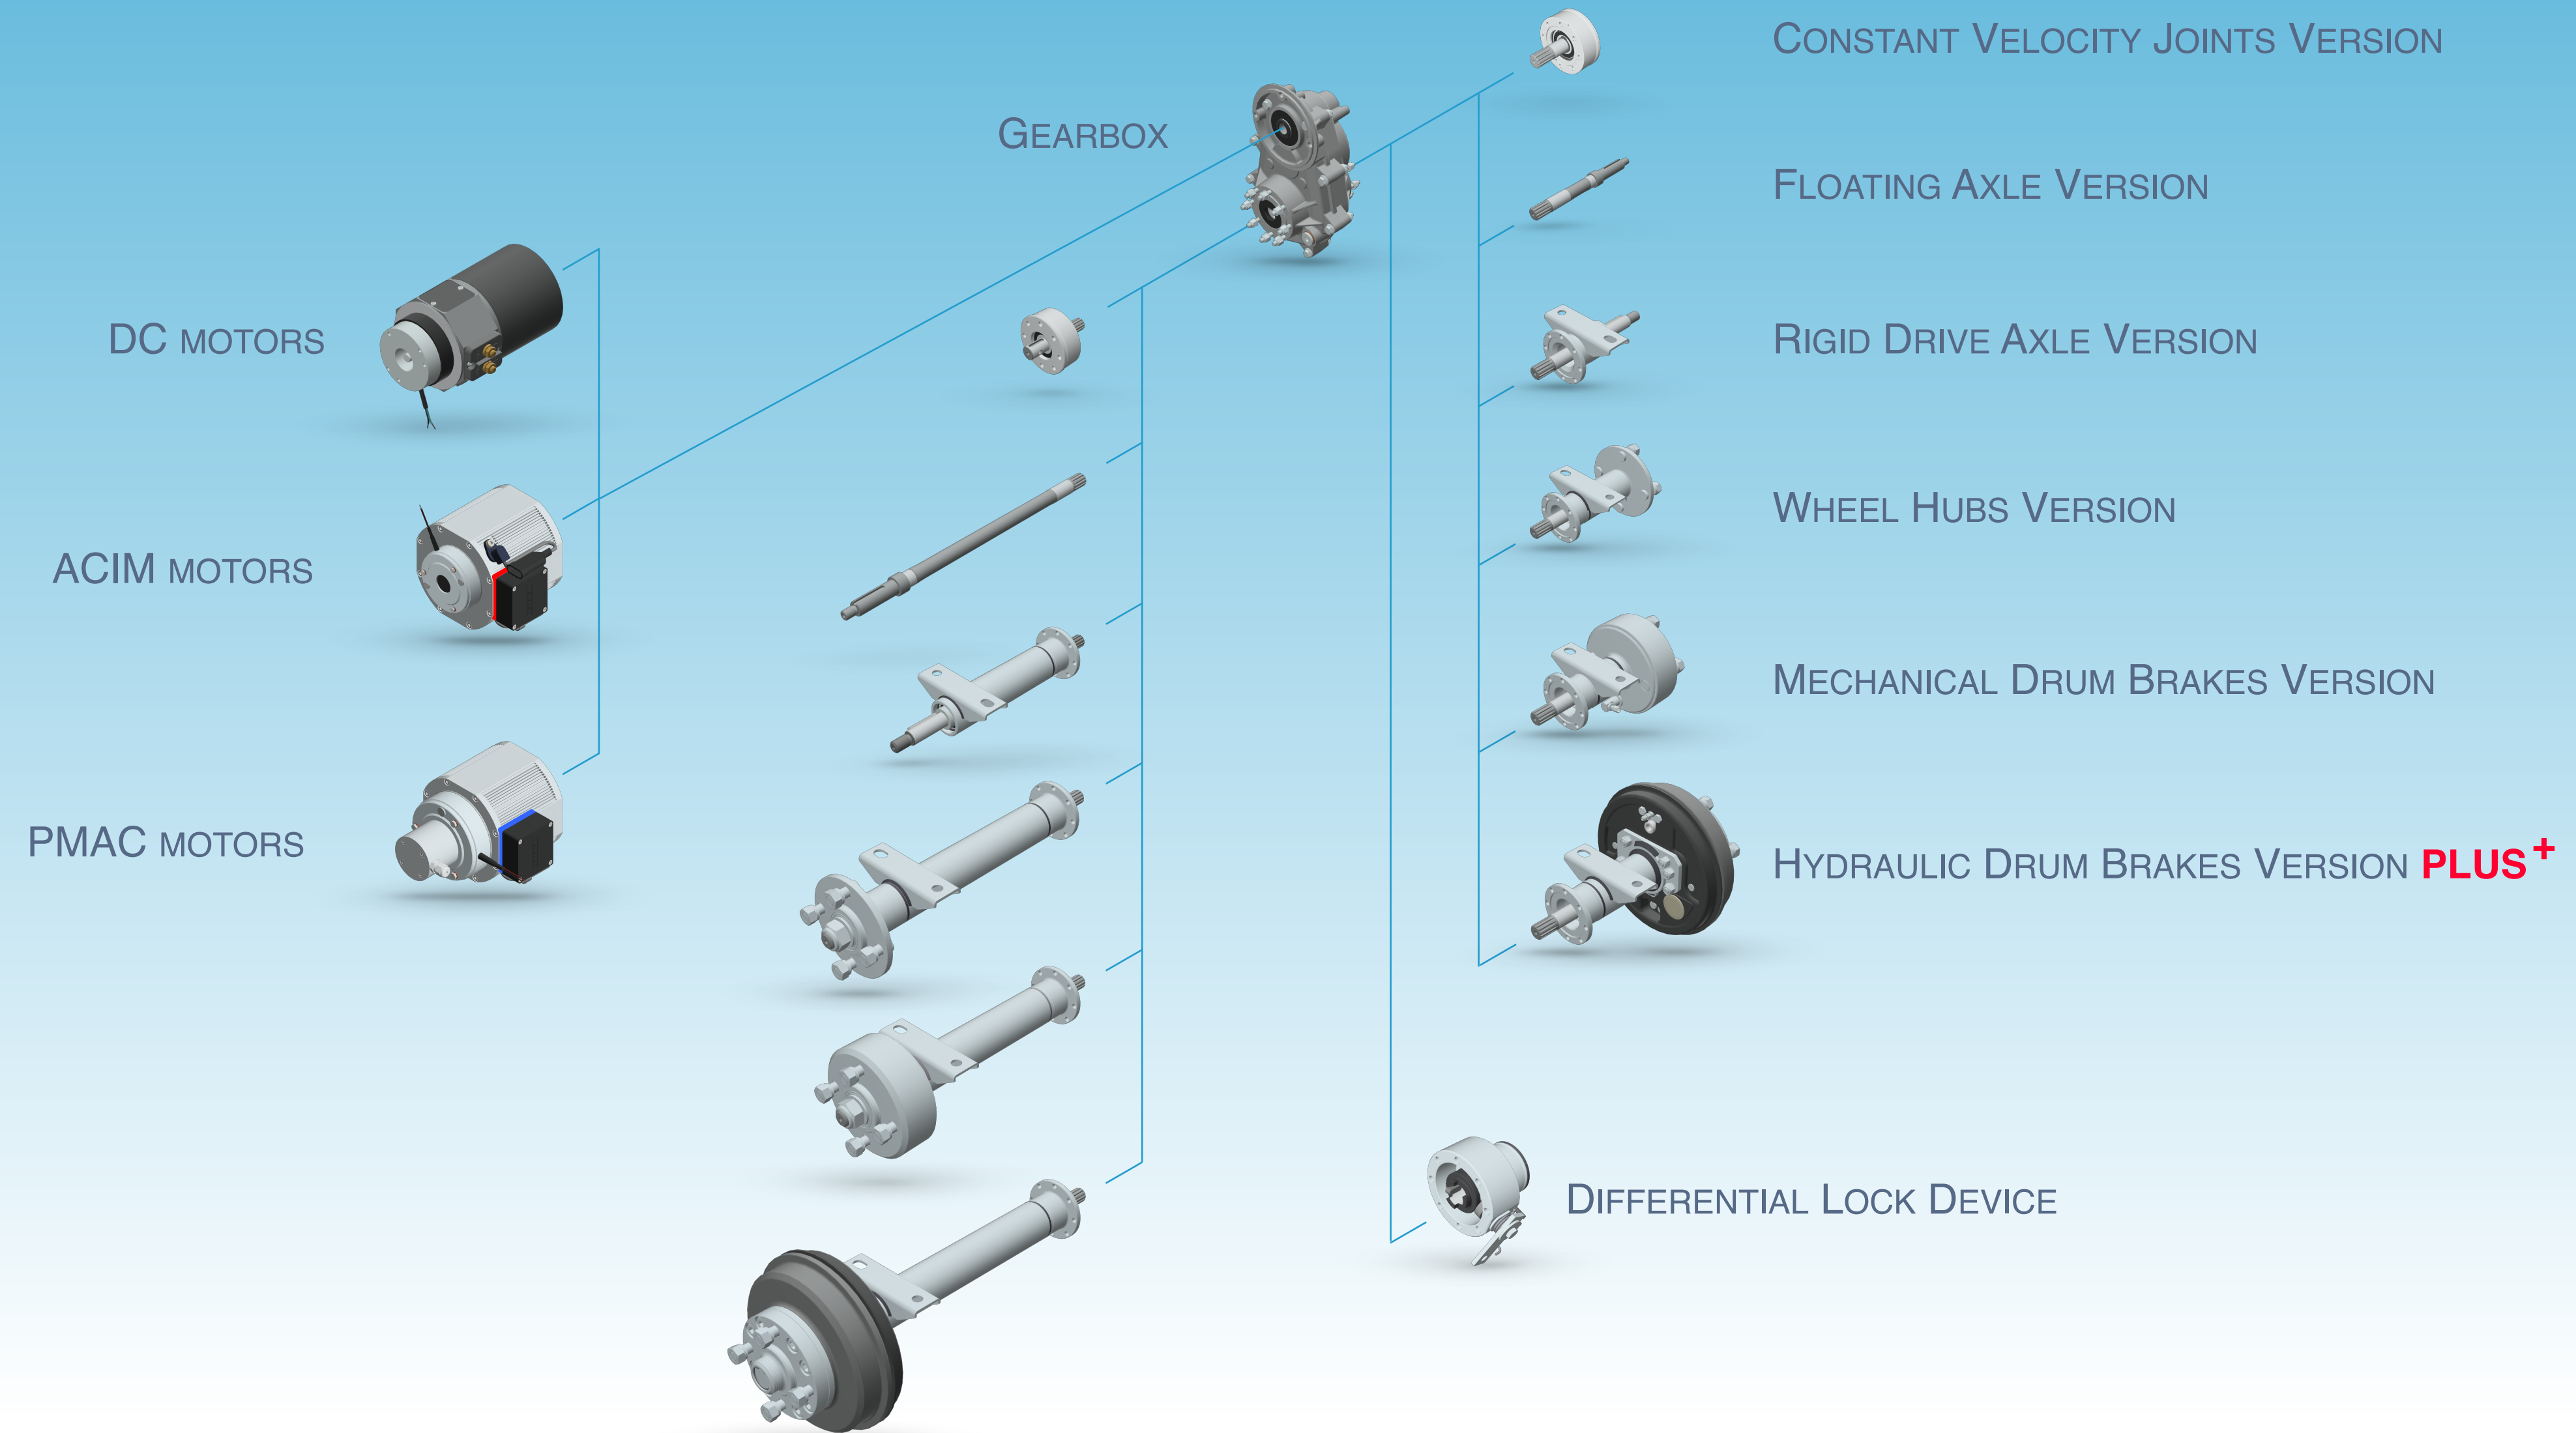 Constant Velocity Joints Version
Gearbox
Floating Axle Version
DC motors
Rigid Drive Axle Version
Wheel Hubs Version
ACIM motors
Mechanical Drum Brakes Version
PMAC motors
Hydraulic Drum Brakes Version PLUS+
Differential Lock Device